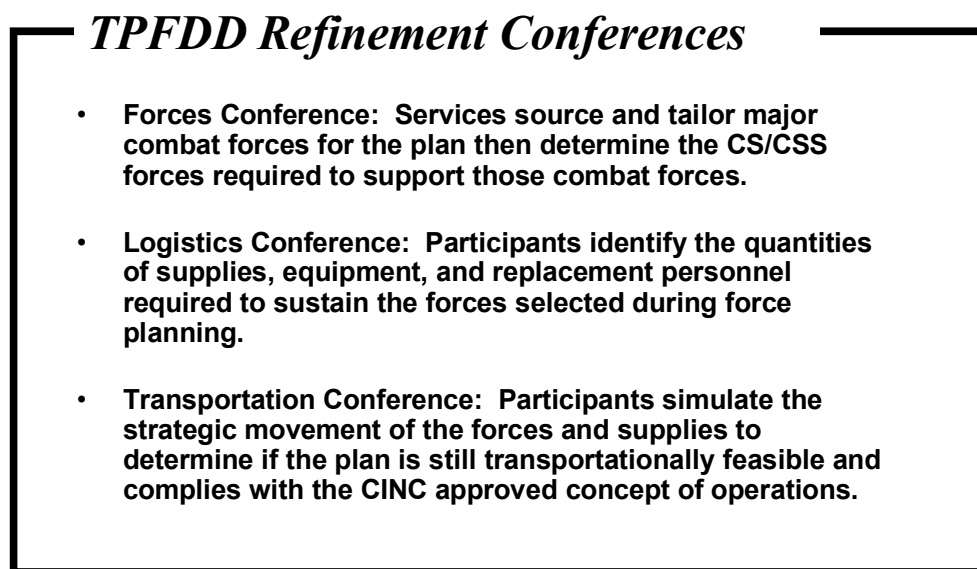 TPFDD Refinement Conferences
• Forces Conference:  Services source and tailor major
combat forces for the plan then determine the CS/CSS
forces required to support those combat forces.
• Logistics Conference:  Participants identify the quantities
of supplies, equipment, and replacement personnel
required to sustain the forces selected during force
planning.
• Transportation Conference:  Participants simulate the
strategic movement of the forces and supplies to
determine if the plan is still transportationally feasible and
complies with the CINC approved concept of operations.